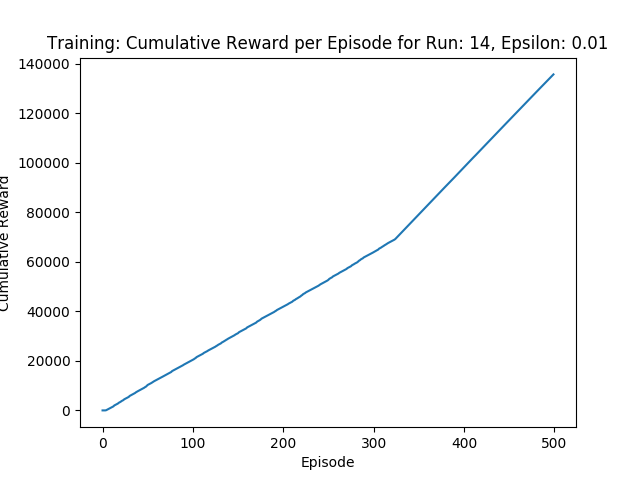 Training: Cumulative Reward per Episode for Run: 14, Epsilon: 0.01
140000
120000
100000
80000
60000
40000
20000
0
Cumulative Reward
0 100 200 300 400 500
Episode